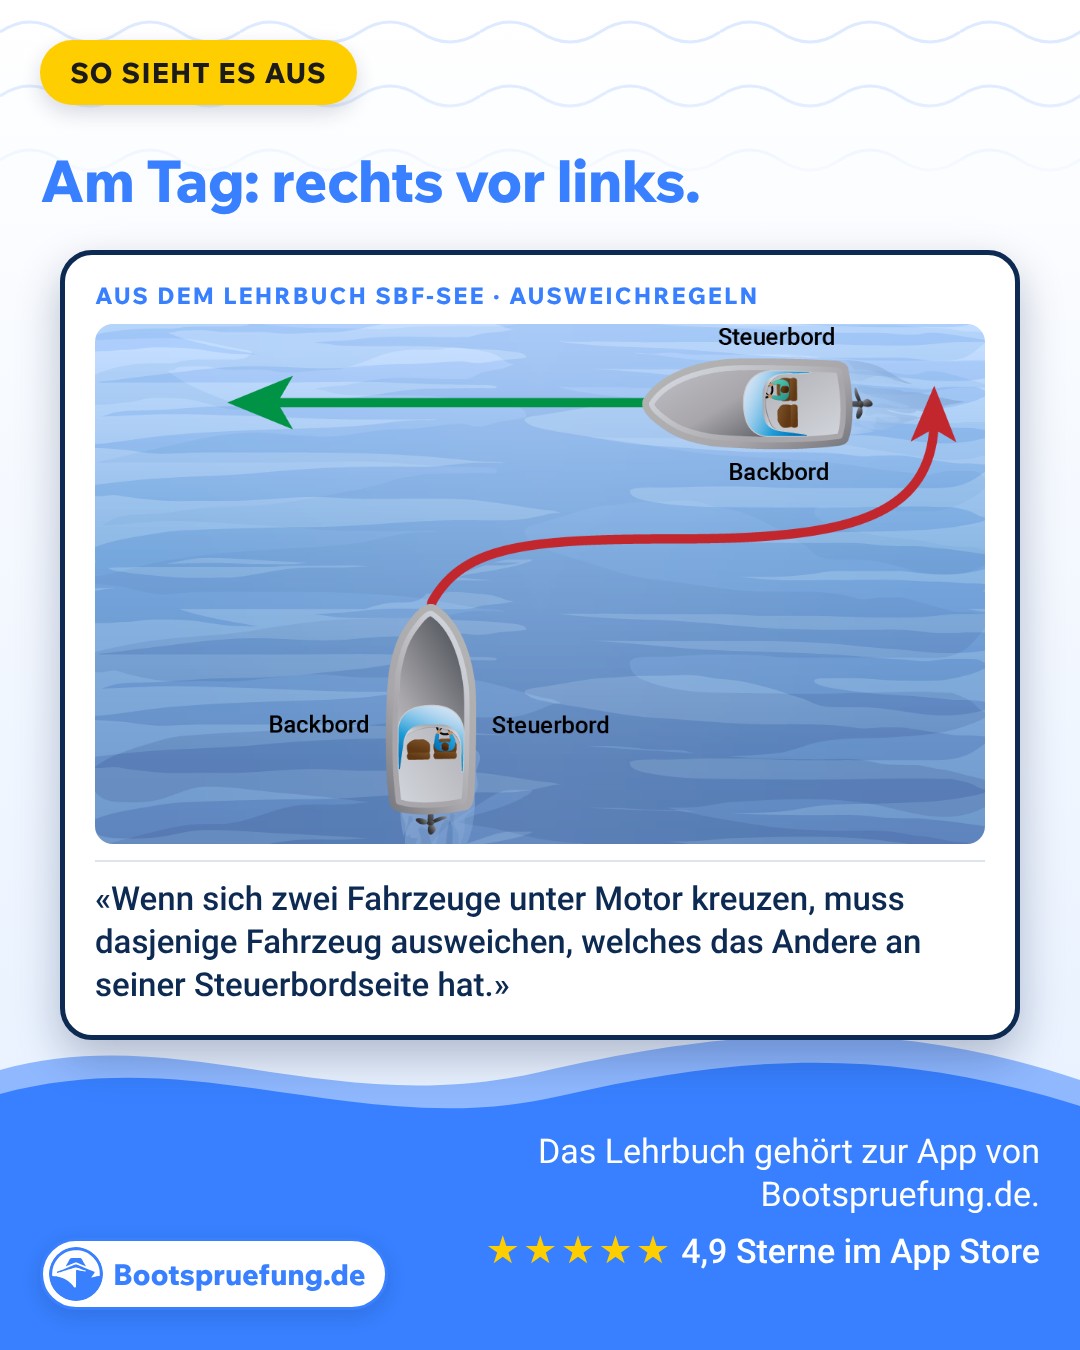 SO SIEHT ES AUS
Am Tag: rechts vor links.
AUS DEM LEHRBUCH SBF-SEE · AUSWEICHREGELN
Steuerbord
Backbord
Backbord
Steuerbord
«Wenn sich zwei Fahrzeuge unter Motor kreuzen, muss
dasjenige Fahrzeug ausweichen, welches das Andere an
seiner Steuerbordseite hat.»
Das Lehrbuch gehört zur App von
Bootspruefung.de.
★★★★★ 4,9 Sterne im App Store
Bootspruefung.de